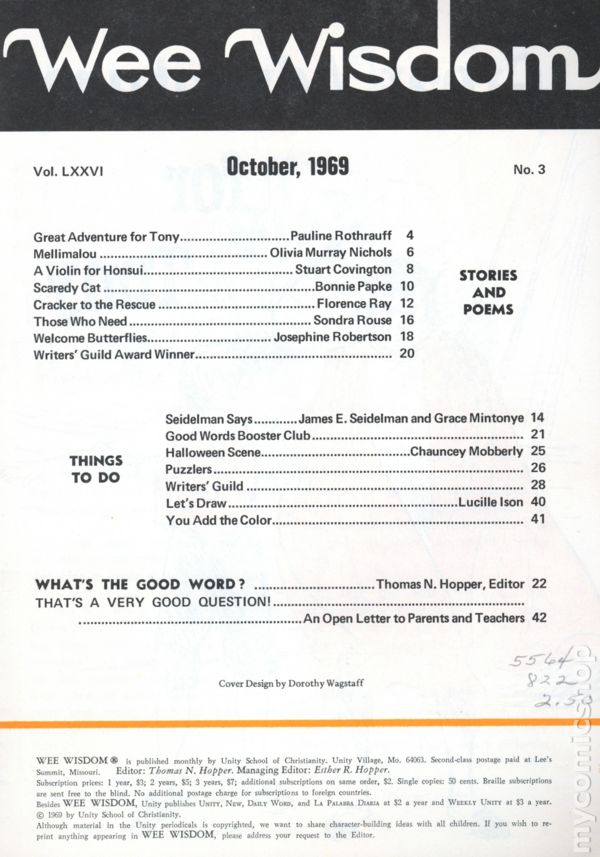 Wee Wisdom
Vol. LXXVI October, 1969 No. 3
Great Adventure for Tony..............................Pauline Rothrauff 4
Mellimalou ............................................... Olivia Murray Nichols 6
A Violin for Honsui......................................... Stuart Covington 8
Scaredy Cat ...........................................................Bonnie Papke 10
Cracker to the Rescue ............................................ Florence Ray 12
Those Who Need ................................................... Sondra Rouse 16
Welcome Butterflies.................................. Josephine Robertson 18
Writers' Guild Award Winner...................................................... 20
STORIES
AND
POEMS
THINGS
TO DO
Seidelman Says............James E. Seidelman and Grace Mintonye 14
Good Words Booster Club.......................................................... 21
Halloween Scene.........................................Chauncey Mobberly 25
Puzzlers..................................................................................... 26
Writers' Guild ............................................................................ 28
Let's Draw...............................................................Lucille Ison 40
You Add the Color..................................................................... 41
WHAT'S THE GOOD WORD? .................................Thomas N. Hopper, Editor 22
THAT'S A VERY GOOD QUESTION!.....................................................................
..............................................................An Open Letter to Parents and Teachers 42
5564
822
2.50
Cover Design by Dorothy Wagstaff
WEE WISDOM® is published monthly by Unity School of Christianity. Unity Village, Mo. 64063. Second-class postage paid at Lee's
Summit, Missouri. Editor: Thomas N. Hopper. Managing Editor: Esther R. Hopper.
Subscription prices: 1 year, $3; 2 years, $5; 3 years, $7; additional subscriptions on same order, $2. Single copies: 50 cents. Braille subscriptions
are sent free to the blind. No additional postage charge for subscriptions to foreign countries.
Besides WEE WISDOM, Unity publishes UNITY, NEW, DAILY WORD, and LA PALABRA DIARIA at $2 a year and WEEKLY UNITY at $3 a year.
© 1969 by Unity School of Christianity.
Although material in the Unity periodicals is copyrighted, we want to share character-building ideas with all children. If you wish to re-
print anything appearing in WEE WISDOM, please address your request to the Editor.
mycomicshop